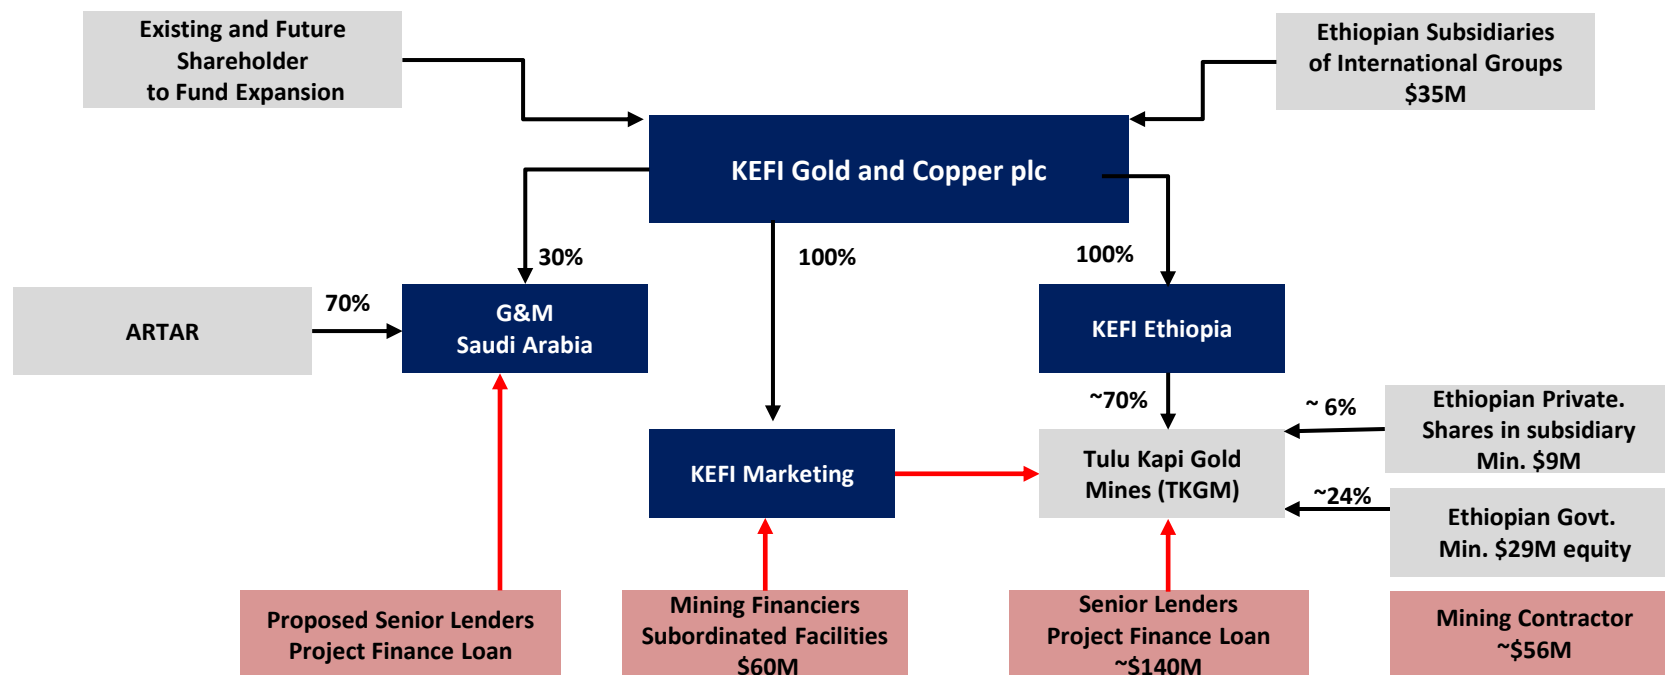 Existing and Future
Shareholder
to Fund Expansion
Ethiopian Subsidiaries
of International Groups
$35M
KEFI Gold and Copper plc
30%
100%
100%
ARTAR
70%
G&M
Saudi Arabia
KEFI Ethiopia
~70%
~ 6%
Ethiopian Private.
Shares in subsidiary
Min. $9M
KEFI Marketing
Tulu Kapi Gold
Mines (TKGM)
~24%
Ethiopian Govt.
Min. $29M equity
Proposed Senior Lenders
Project Finance Loan
Mining Financiers
Subordinated Facilities
$60M
Senior Lenders
Project Finance Loan
~$140M
Mining Contractor
~$56M